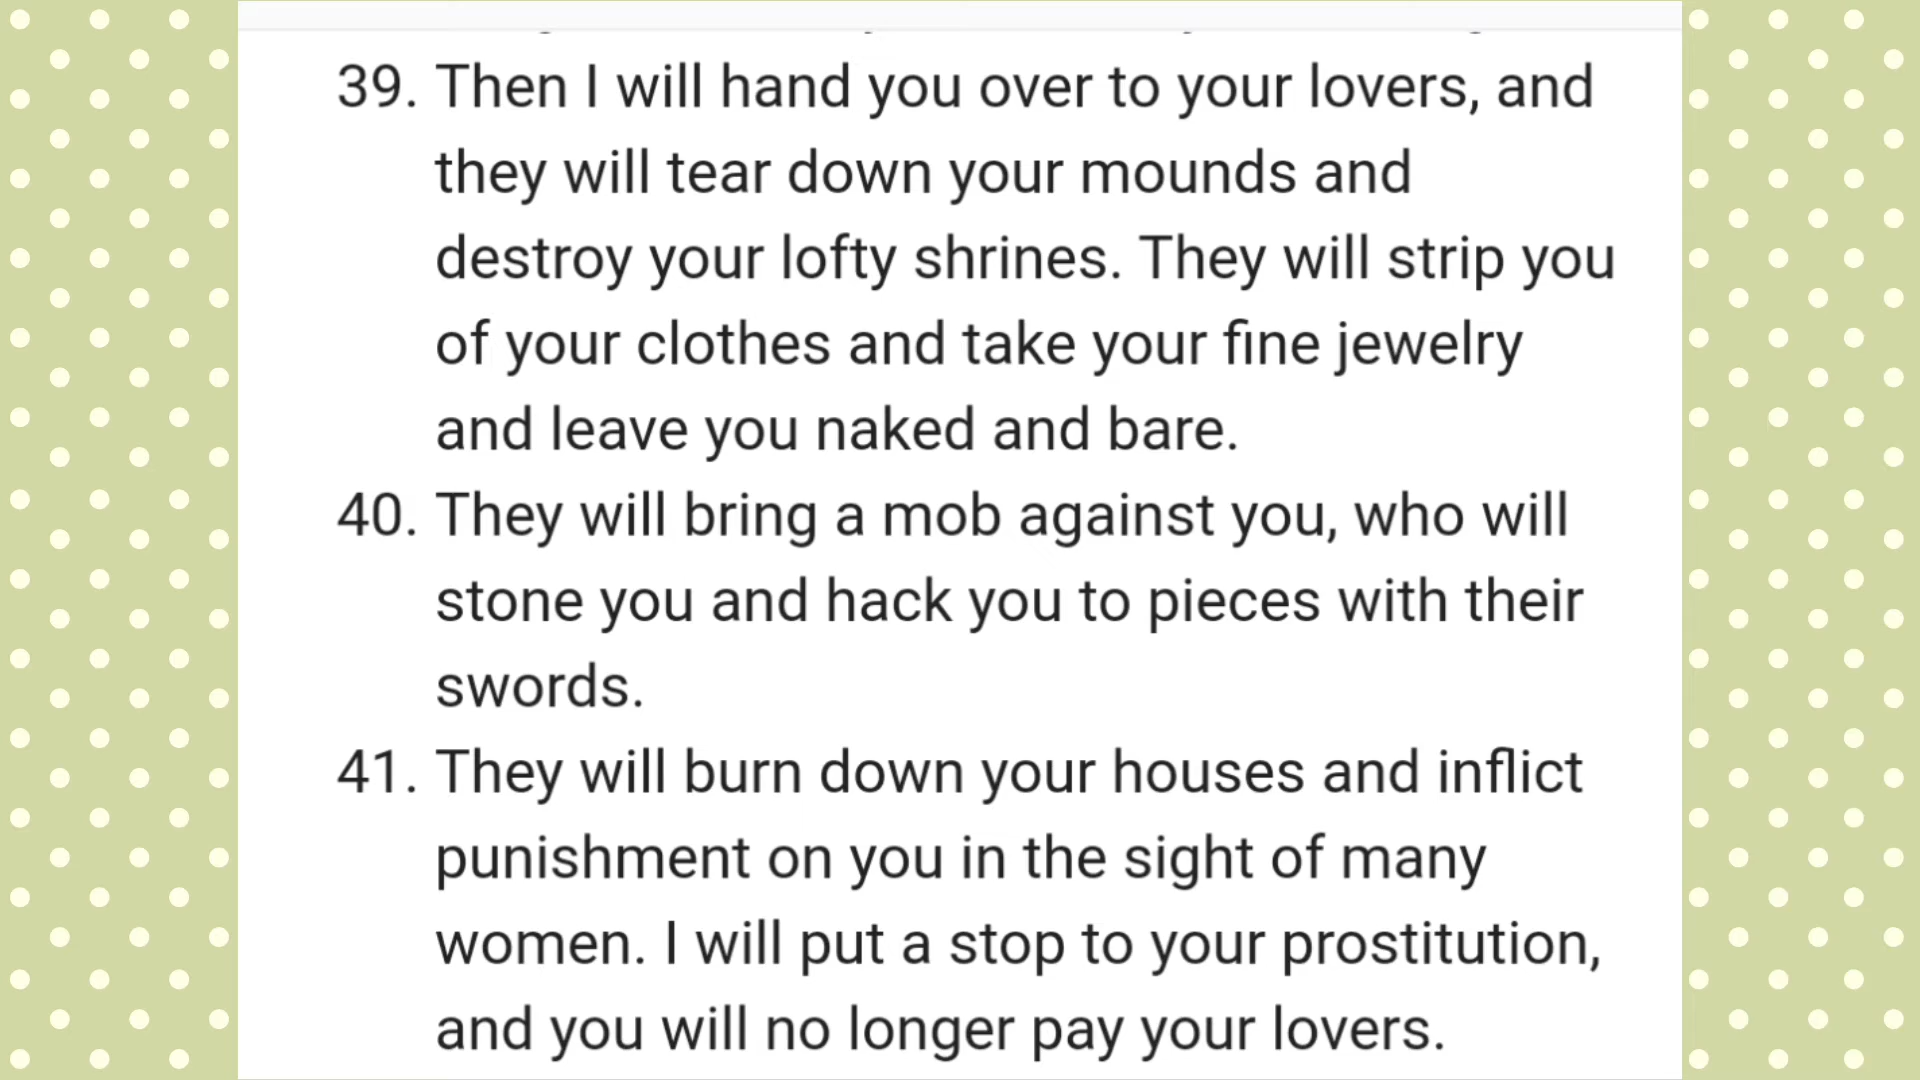 39. Then I will hand you over to your lovers, and
they will tear down your mounds and
destroy your lofty shrines. They will strip you
of your clothes and take your fine jewelry
and leave you naked and bare.
40. They will bring a mob against you, who will
stone you and hack you to pieces with their
swords.
41. They will burn down your houses and inflict
punishment on you in the sight of many
women. I will put a stop to your prostitution,
and you will no longer pay your lovers.